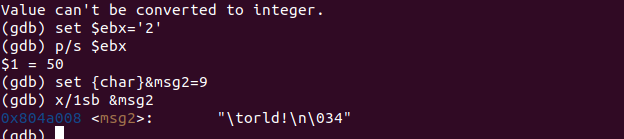 Value can't be converted to integer.
(gdb) set $ebx='2'
(gdb) p/s $ebx
$1 = 50
(gdb) set {char}&msg2=9
(gdb) x/1sb &msg2
0x804a008 <msg2>:       "\torld!\n\034"
(gdb)